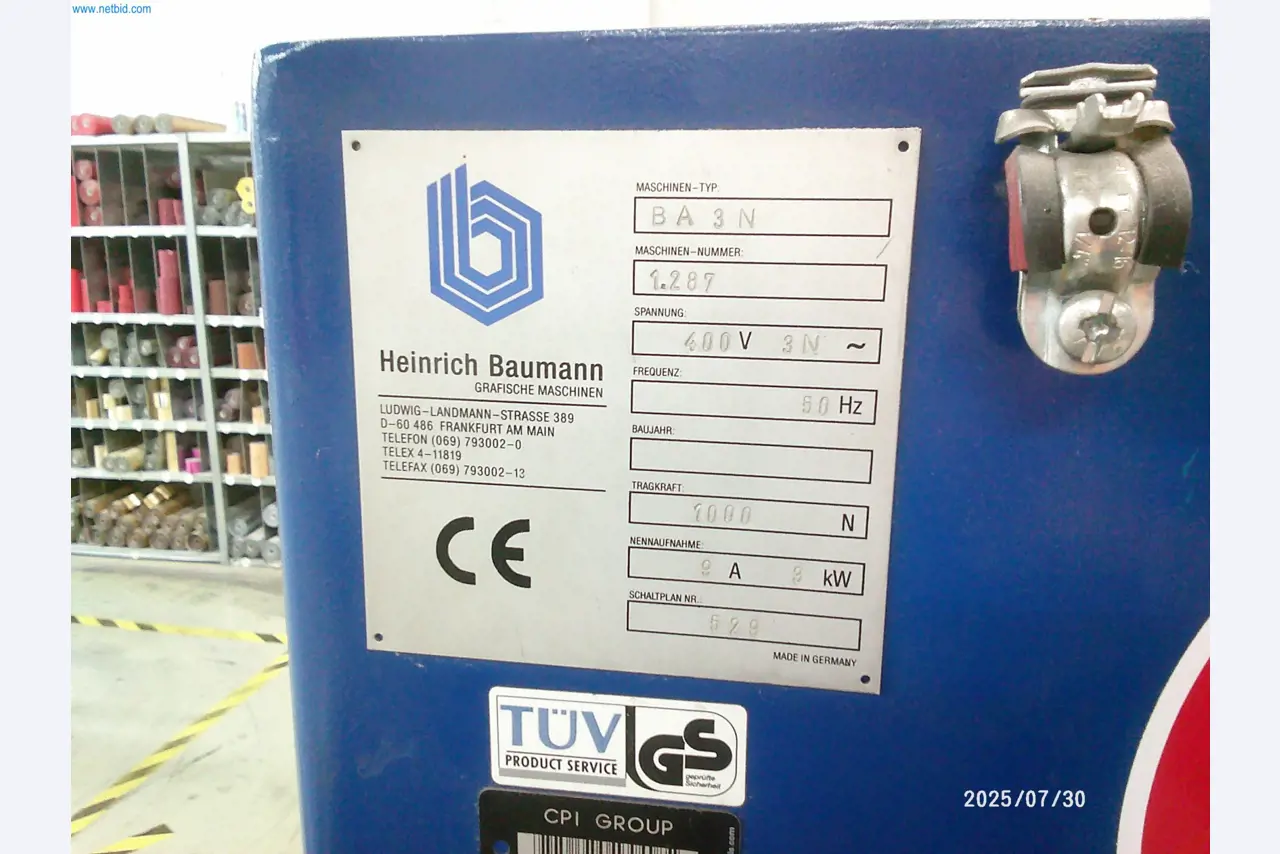 www.netbid.com
Heinrich Baumann
GRAFISCHE MASCHINEN
LUDWIG-LANDMANN-STRASSE 389
D-60 486 FRANKFURT AM MAIN
TELEFON (069) 793002-0
TELEX 4-11819
TELEFAX (069) 793002-13
CE
MASCHINEN-TYP:
BA 3N
MASCHINEN-NUMMER:
1.287
SPANNUNG:
400 V 3N ~
FREQUENZ:
50 Hz
BAUJAHR:
TRAGKRAFT:
1000 N
NENNAUFNAHME:
A kW
SCHALTPLAN NR.:
MADE IN GERMANY
TÜV
PRODUCT SERVICE
GS
geprüfte
Sicherheit
CPI GROUP
2025/07/30